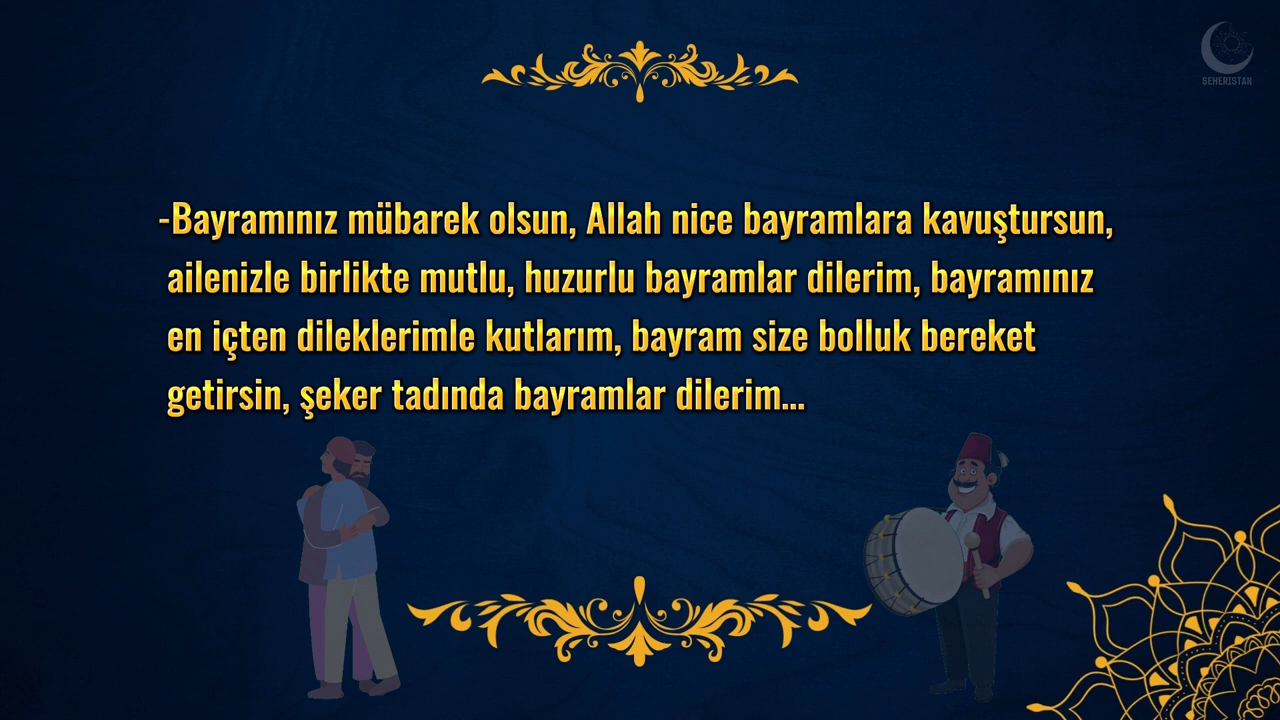 SEHERISTAN
-Bayramınız mübarek olsun, Allah nice bayramlara kavuştursun,
ailenizle birlikte mutlu, huzurlu bayramlar dilerim, bayramınız
en içten dileklerimle kutlarım, bayram size bolluk bereket
getirsin, şeker tadında bayramlar dilerim...